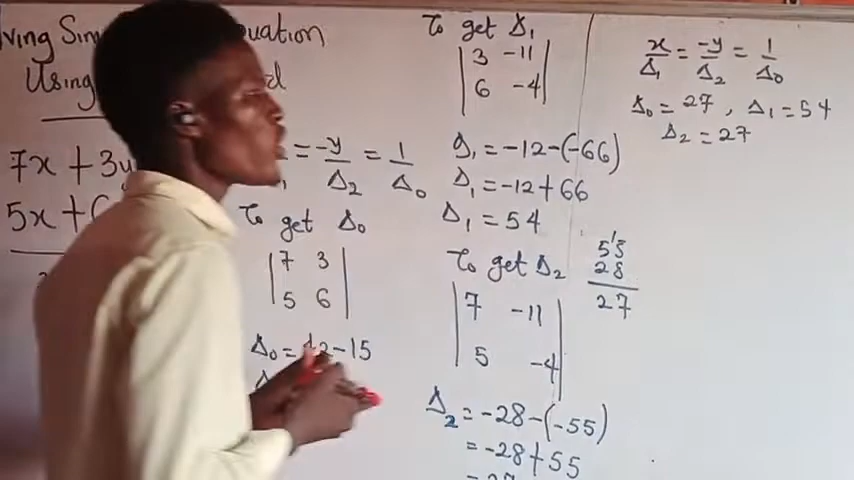 ving Sim uation
Using d
7x + 3y
5x + 6
= -y/Δ2 = 1/Δ0
To get Δ0
|7 3|
|5 6|
Δ0 = 42-15
To get Δ1
|3 -11|
|6 -4|
9,= -12-(-66)
Δ1 = -12+66
Δ1 = 54
To get Δ2
|7 -11|
|5 -4|
Δ2 = -28-(-55)
= -28+55
= 27
55
28
27
x/Δ1 = -y/Δ2 = 1/Δ0
Δ0 = 27, Δ1 = 54
Δ2 = 27